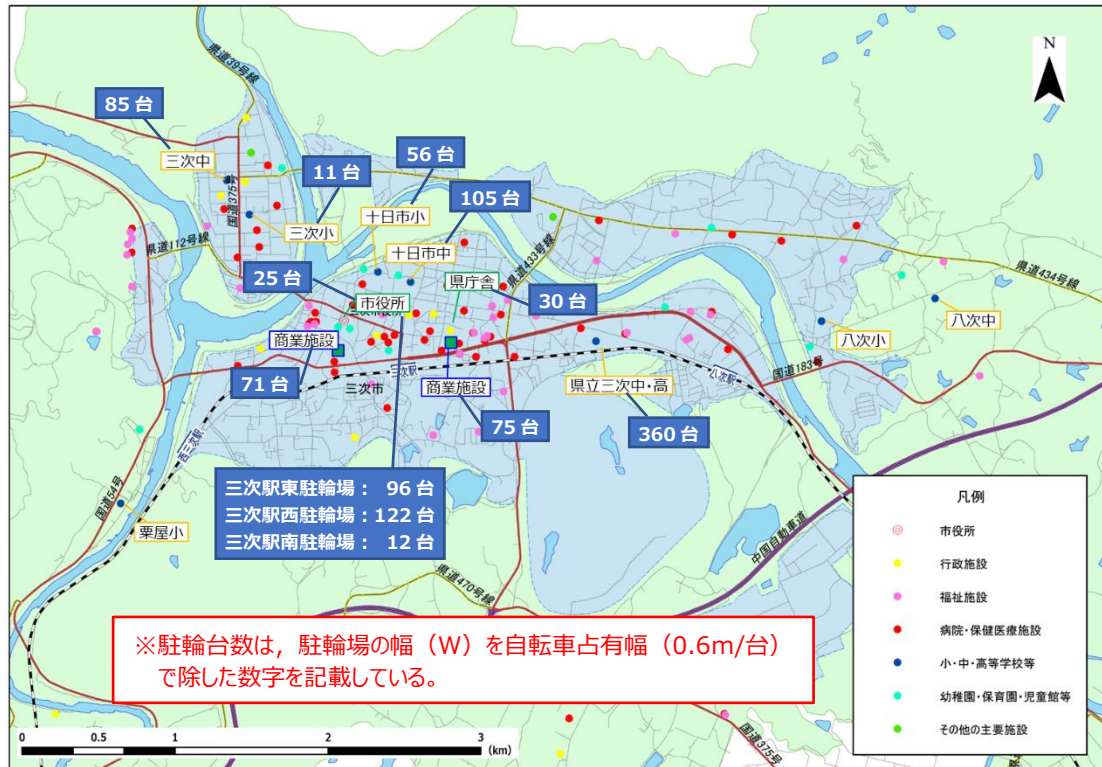 N
県道39号線
85 台
三次中
11 台
56 台
105 台
十日市小
国道375号
三次小
十日市中
県道112号線
県道433号線
県道434号線
25 台
県庁舎
30 台
市役所
三次市役所
八次中
八次小
商業施設
国道183号
71 台
三次駅
三次市
商業施設
県立三次中・高
八次駅
75 台
360 台
西三次駅
三次駅東駐輪場： 96 台
三次駅西駐輪場：122 台
三次駅南駐輪場： 12 台
国道54号
粟屋小
中国自動車道
県道470号線
※駐輪台数は，駐輪場の幅（W）を自転車占有幅（0.6m/台）
で除した数字を記載している。
凡例
市役所
行政施設
福祉施設
病院・保健医療施設
小・中・高等学校等
幼稚園・保育園・児童館等
その他の主要施設
国道375号
0 0.5 1 2 3
(km)